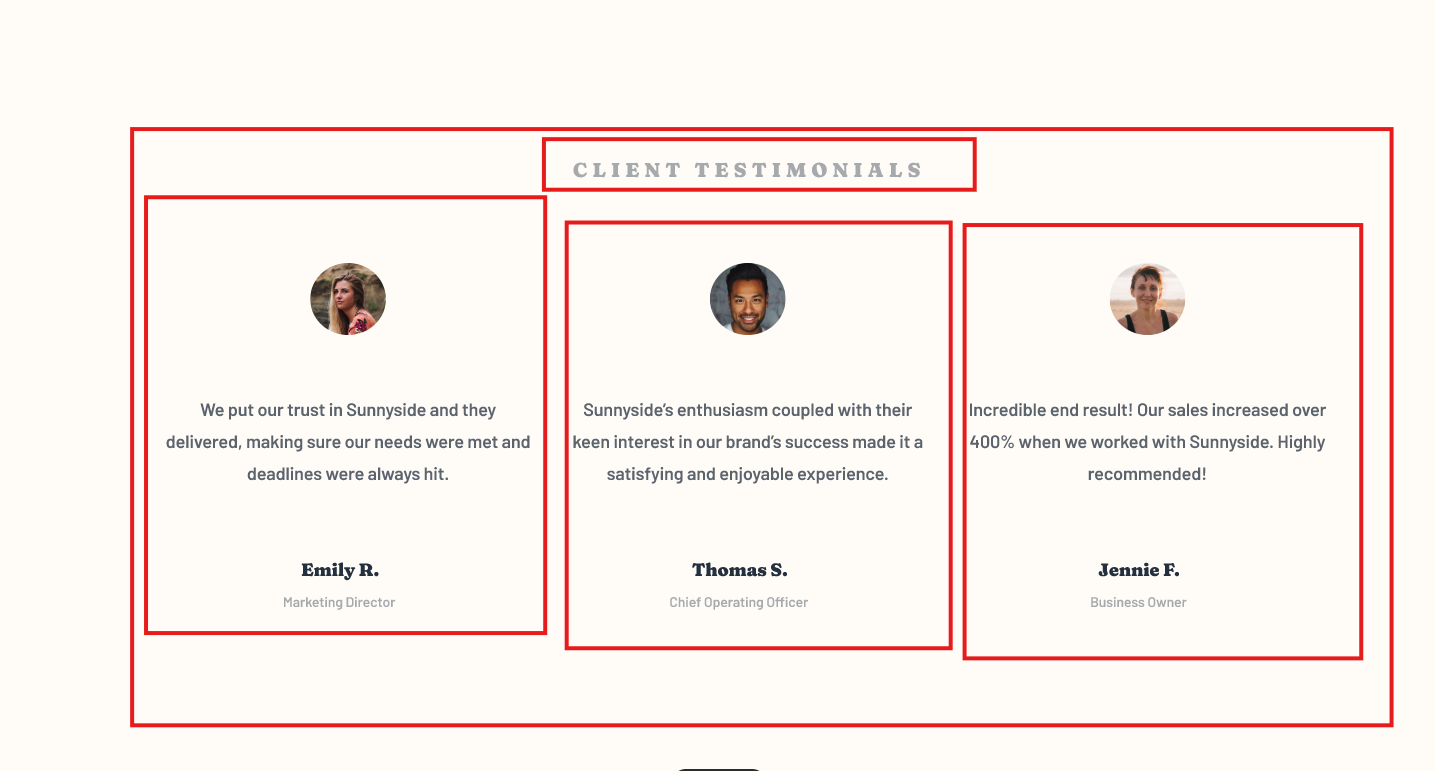 CLIENT TESTIMONIALS
We put our trust in Sunnyside and they
delivered, making sure our needs were met and
deadlines were always hit.
Emily R.
Marketing Director
Sunnyside’s enthusiasm coupled with their
keen interest in our brand’s success made it a
satisfying and enjoyable experience.
Thomas S.
Chief Operating Officer
Incredible end result! Our sales increased over
400% when we worked with Sunnyside. Highly
recommended!
Jennie F.
Business Owner